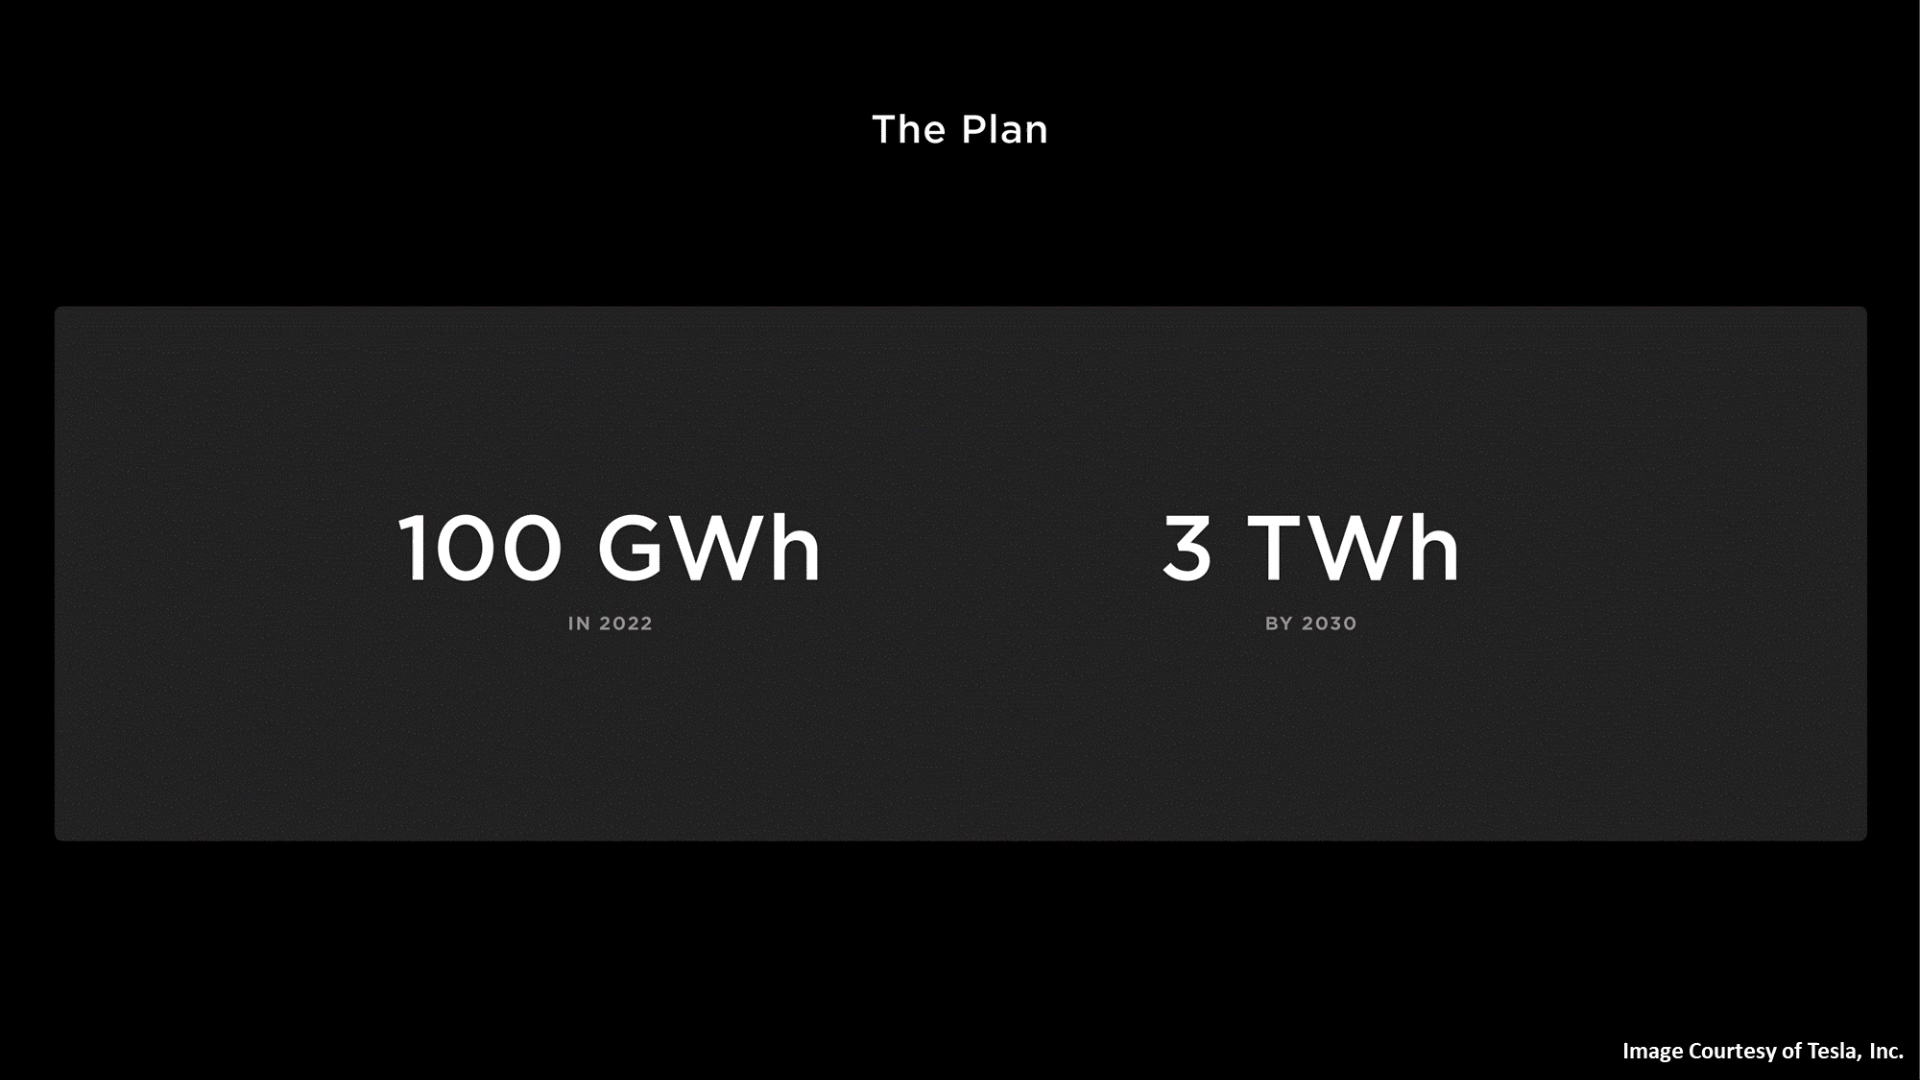 The Plan
100 GWh
IN 2022
3 TWh
BY 2030
Image Courtesy of Tesla, Inc.